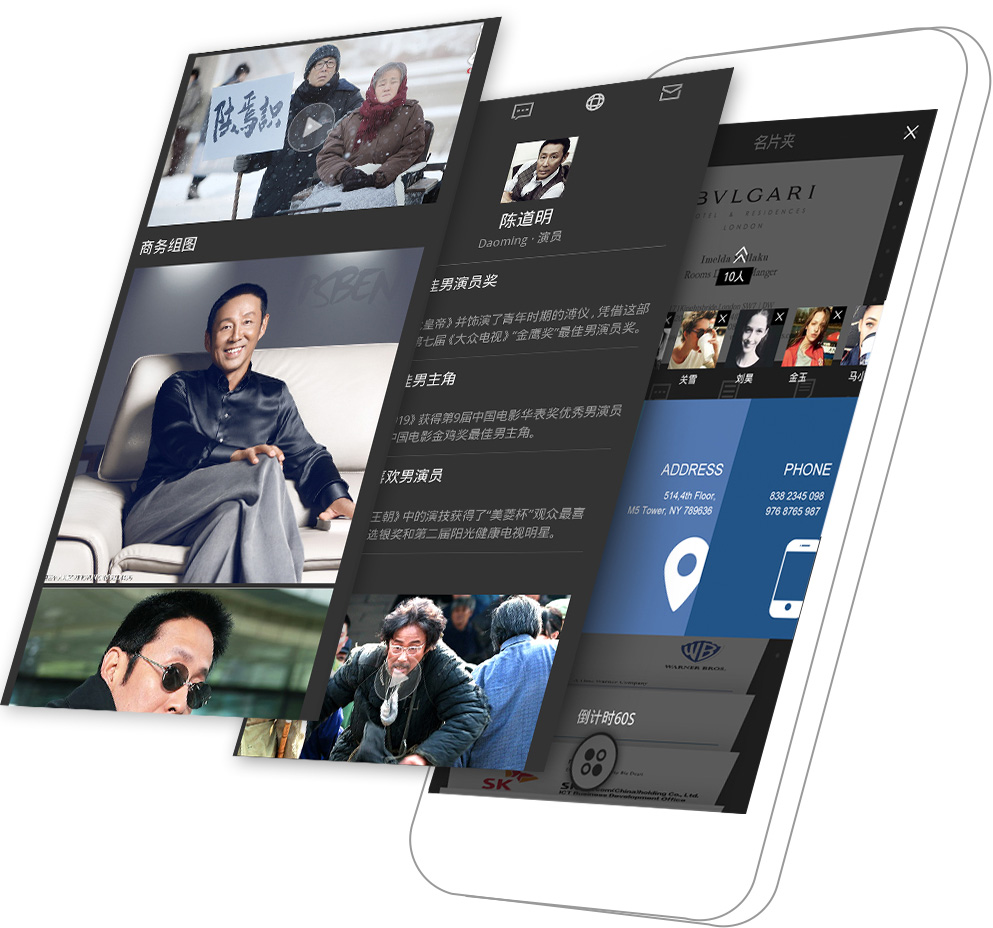 陆焉识
商务组图
陈道明
Daoming · 演员
佳男演员奖
皇帝》并饰演了青年时期的溥仪, 凭借这部
第七届《大众电视》“金鹰奖”最佳男演员奖。
佳男主角
019》获得第9届中国电影华表奖优秀男演员
中国电影金鸡奖最佳男主角。
喜欢男演员
王朝》中的演技获得了“美菱杯”观众最喜
选银奖和第二届阳光健康电视明星。
名片夹
BVLGARI
HOTEL & RESIDENCES
LONDON
Imelda
10人
关雪
刘昊
金玉
马小
ADDRESS
514,4th Floor,
M5 Tower, NY 789636
PHONE
838 2345 098
976 8765 987
WB
WARNER BROS.
倒计时60S
SK
(China)holding Co., Ltd.
ICT Business Development Office